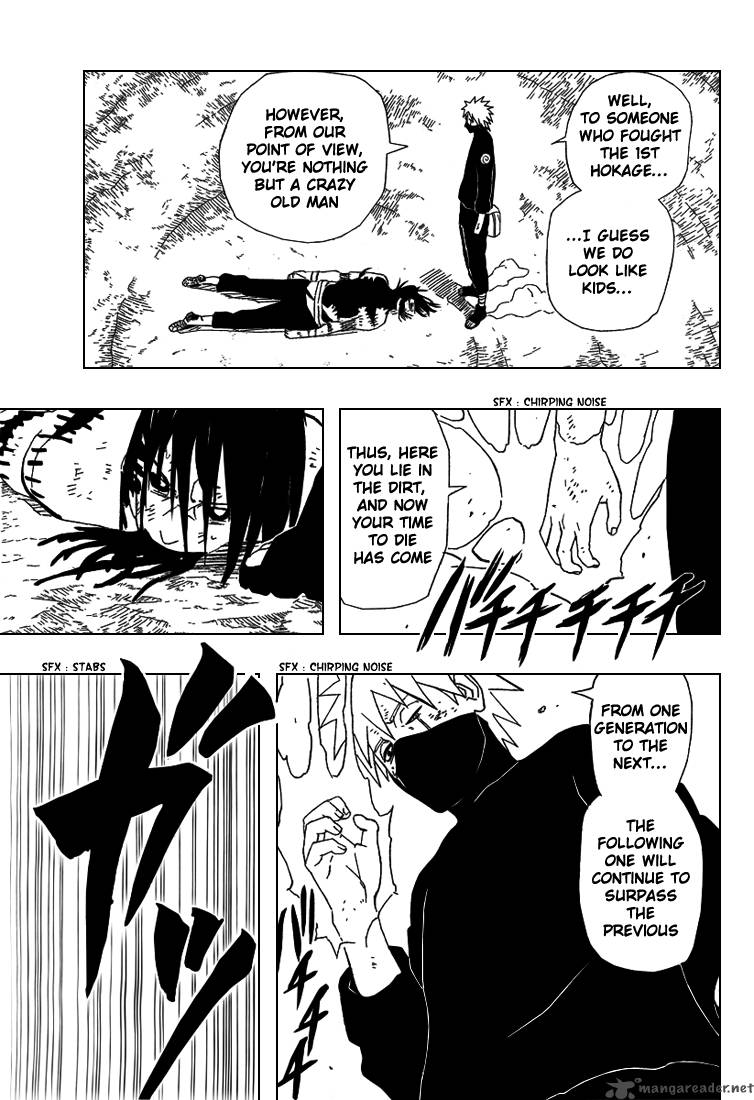 WELL,
TO SOMEONE
WHO FOUGHT
THE 1ST
HOKAGE...
...I GUESS
WE DO
LOOK LIKE
KIDS...
HOWEVER,
FROM OUR
POINT OF VIEW,
YOU'RE NOTHING
BUT A CRAZY
OLD MAN
SFX : CHIRPING NOISE
THUS, HERE
YOU LIE IN
THE DIRT,
AND NOW
YOUR TIME
TO DIE
HAS COME
バチチチチチ
SFX : CHIRPING NOISE
FROM ONE
GENERATION
TO THE
NEXT...
THE
FOLLOWING
ONE WILL
CONTINUE TO
SURPASS
THE
PREVIOUS
チチチ
SFX : STABS
ガッ
mangareader.net